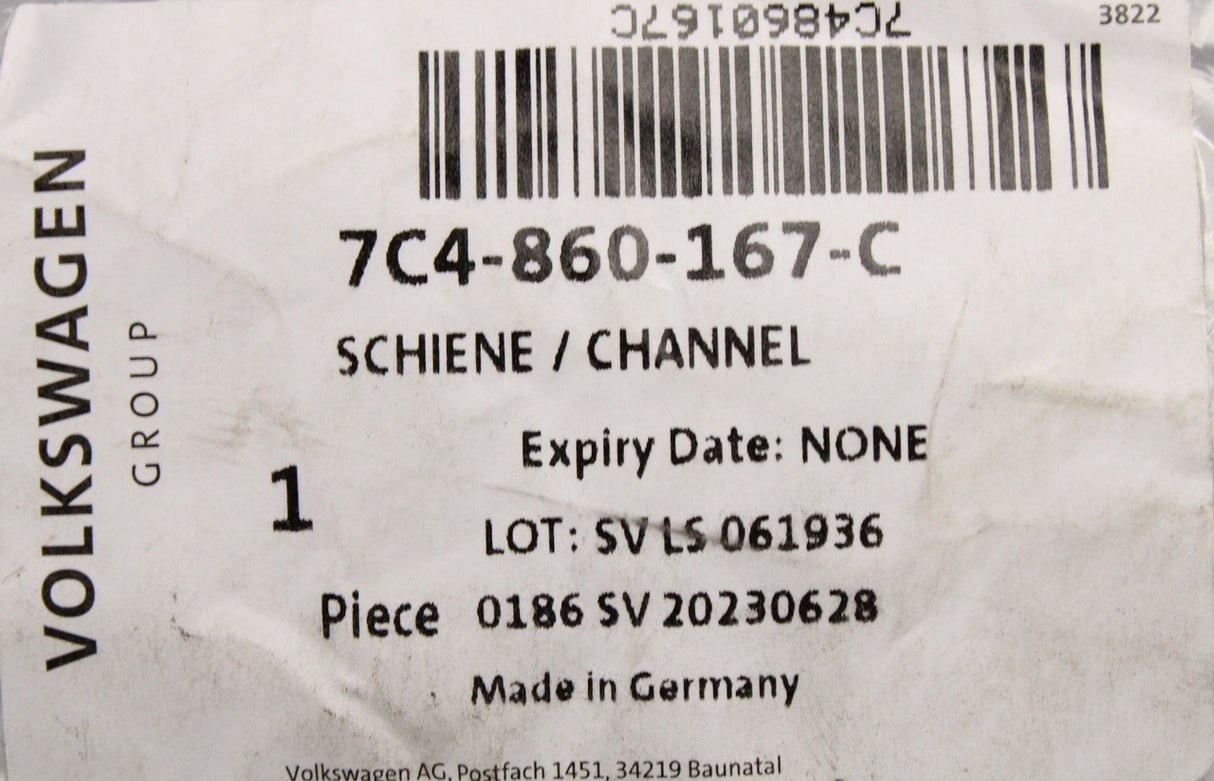 7C4860167C
3822
7C4-860-167-C
SCHIENE / CHANNEL
Expiry Date: NONE
1
LOT: SV LS 061936
Piece 0186 SV 20230628
Made in Germany
Volkswagen AG, Postfach 1451, 34219 Baunatal
VOLKSWAGEN
GROUP